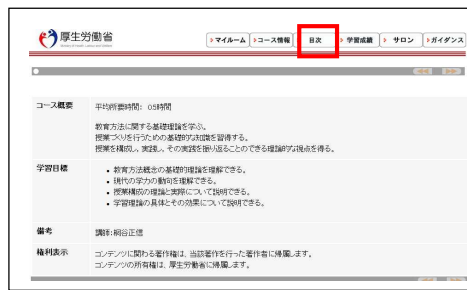 厚生労働省
マイルーム
コース情報
目次
学習成績
サロン
ガイダンス
コース概要
平均所要時間: 05時間
教育方法に関する基礎理論を学ぶ。
授業づくりを行うための基礎的な知識を習得する。
授業を構成し、実践し、その実践を振り返ることのできる理論的な視点を得る。
学習目標
• 教育方法概念の基礎的理論を理解できる。
• 現代の学力の動向を理解できる。
• 授業構成の理論と実際について説明できる。
• 学習理論の具体とその効果について説明できる。
備考
講師:細谷正信
権利表示
コンテンツに関わる著作権は、当該著作を行った著作者に帰属します。
コンテンツの所有権は、厚生労働省に帰属します。